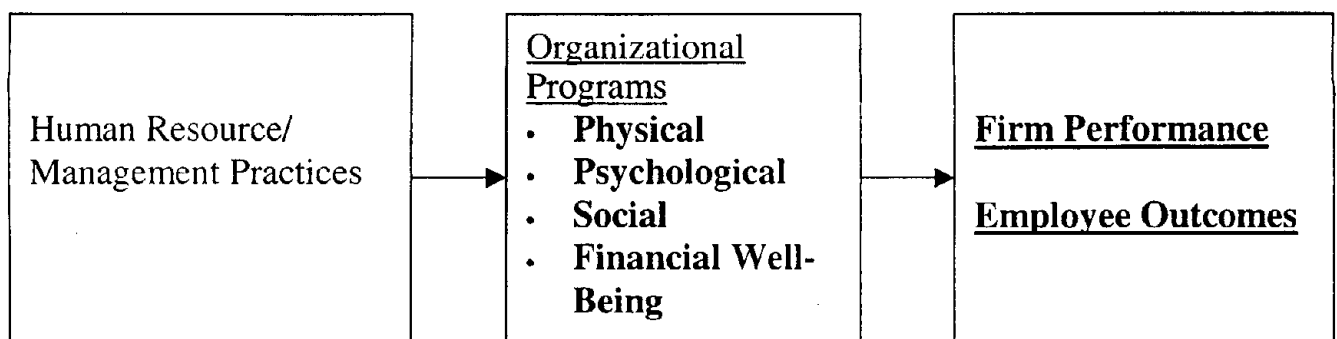 Human Resource/
Management Practices
Organizational
Programs
• Physical
• Psychological
• Social
• Financial Well-
Being
Firm Performance
Employee Outcomes